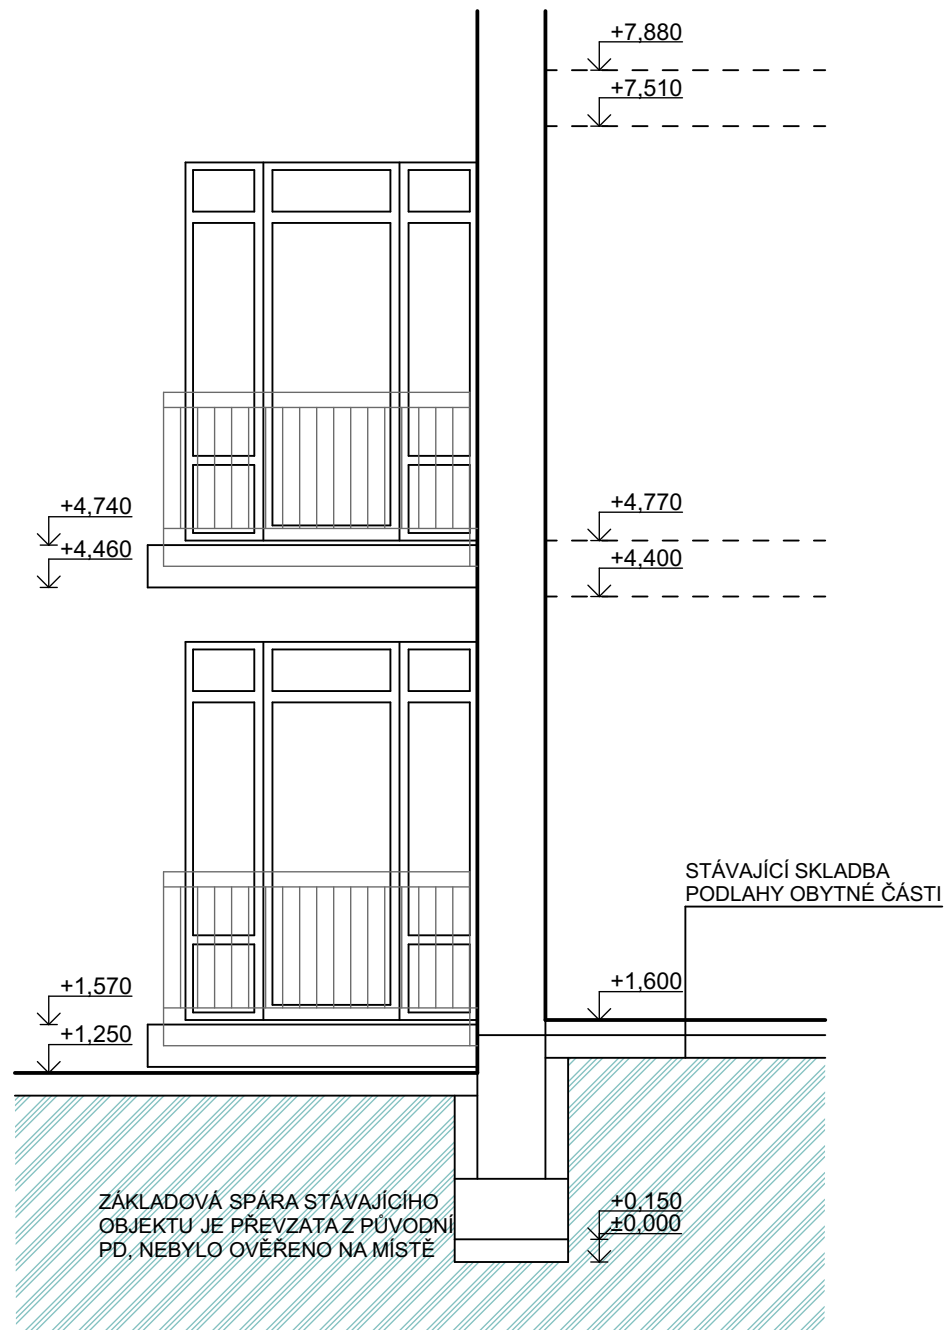 +7,880
+7,510
+4,740
+4,770
+4,460
+4,400
STÁVAJÍCÍ SKLADBA
PODLAHY OBYTNÉ ČÁSTI
+1,570
+1,600
+1,250
ZÁKLADOVÁ SPÁRA STÁVAJÍCÍHO
OBJEKTU JE PŘEVZATA Z PŮVODNÍ
PD, NEBYLO OVĚŘENO NA MÍSTĚ
+0,150
±0,000